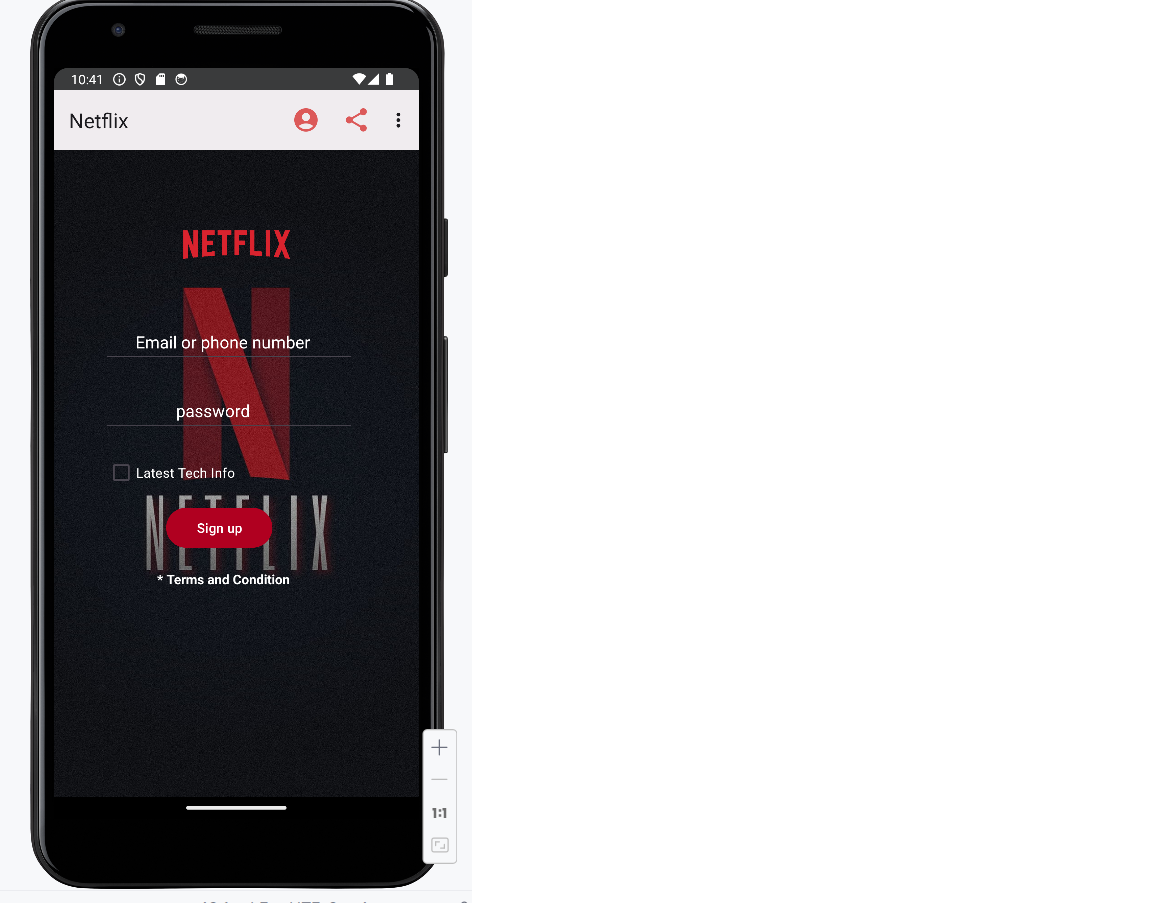 10:41
Netflix
NETFLIX
Email or phone number
password
Latest Tech Info
NETFLIX
Sign up
* Terms and Condition
1:1